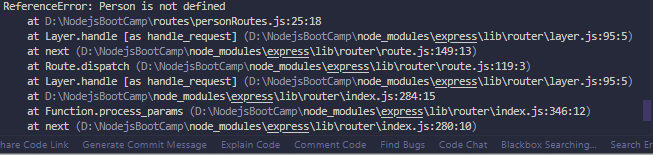 ReferenceError: Person is not defined
at D:\NodejsBootCamp\routes\personRoutes.js:25:18
at Layer.handle [as handle_request] (D:\NodejsBootCamp\node_modules\express\lib\router\layer.js:95:5)
at next (D:\NodejsBootCamp\node_modules\express\lib\router\route.js:149:13)
at Route.dispatch (D:\NodejsBootCamp\node_modules\express\lib\router\route.js:119:3)
at Layer.handle [as handle_request] (D:\NodejsBootCamp\node_modules\express\lib\router\layer.js:95:5)
at D:\NodejsBootCamp\node_modules\express\lib\router\index.js:284:15
at Function.process_params (D:\NodejsBootCamp\node_modules\express\lib\router\index.js:346:12)
at next (D:\NodejsBootCamp\node_modules\express\lib\router\index.js:280:10)
hare Code Link Generate Commit Message Explain Code Comment Code Find Bugs Code Chat Blackbox Searching... Search Er